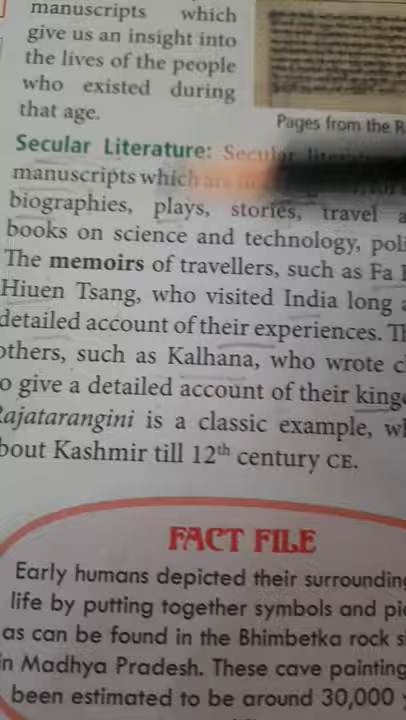 manuscripts which
give us an insight into
the lives of the people
who existed during
that age.
Pages from the R
Secular Literature: Secular
manuscripts which
biographies, plays, stories, travel a
books on science and technology, poli
The memoirs of travellers, such as Fa
Hiuen Tsang, who visited India long a
detailed account of their experiences. Th
others, such as Kalhana, who wrote c
o give a detailed account of their king
Rajatarangini is a classic example, w
bout Kashmir till 12th century CE.
FACT FILE
Early humans depicted their surrounding
life by putting together symbols and pi
as can be found in the Bhimbetka rock s
in Madhya Pradesh. These cave painting
been estimated to be around 30,000